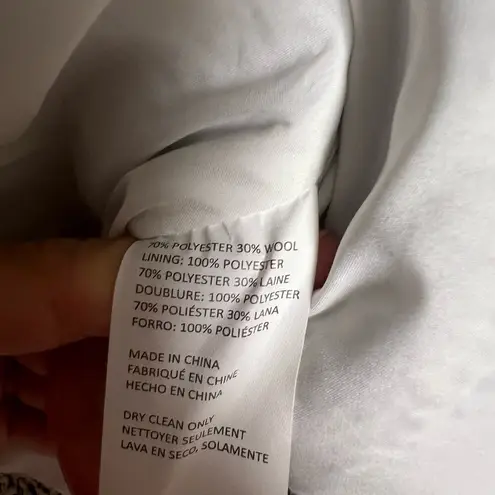 70% POLYESTER 30% WOOL
LINING: 100% POLYESTER
70% POLYESTER 30% LAINE
DOUBLURE: 100% POLYESTER
70% POLIÉSTER 30% LANA
FORRO: 100% POLIÉSTER
MADE IN CHINA
FABRIQUÉ EN CHINE
HECHO EN CHINA
DRY CLEAN ONLY
NETTOYER SEULEMENT
LAVA EN SECO, SOLAMENTE